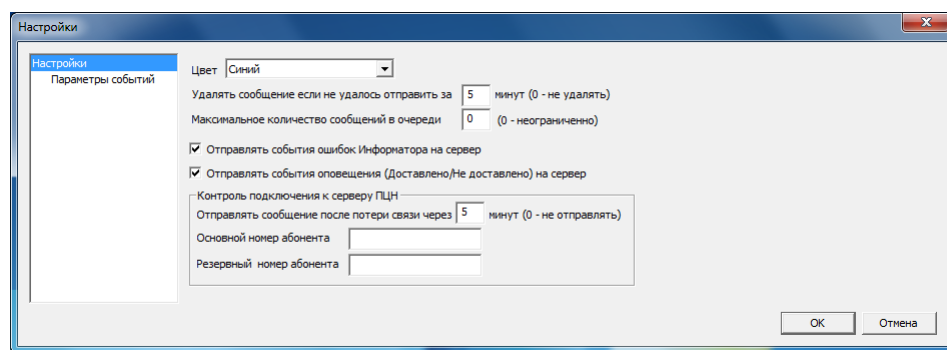 Настройки
Настройки
Параметры событий
Цвет Синий
Удалять сообщение если не удалось отправить за 5 минут (0 - не удалять)
Максимальное количество сообщений в очереди 0 (0 - неограниченно)
Отправлять события ошибок Информатора на сервер
Отправлять события оповещения (Доставлено/Не доставлено) на сервер
Контроль подключения к серверу ПЦН
Отправлять сообщение после потери связи через 5 минут (0 - не отправлять)
Основной номер абонента
Резервный номер абонента
OK Отмена